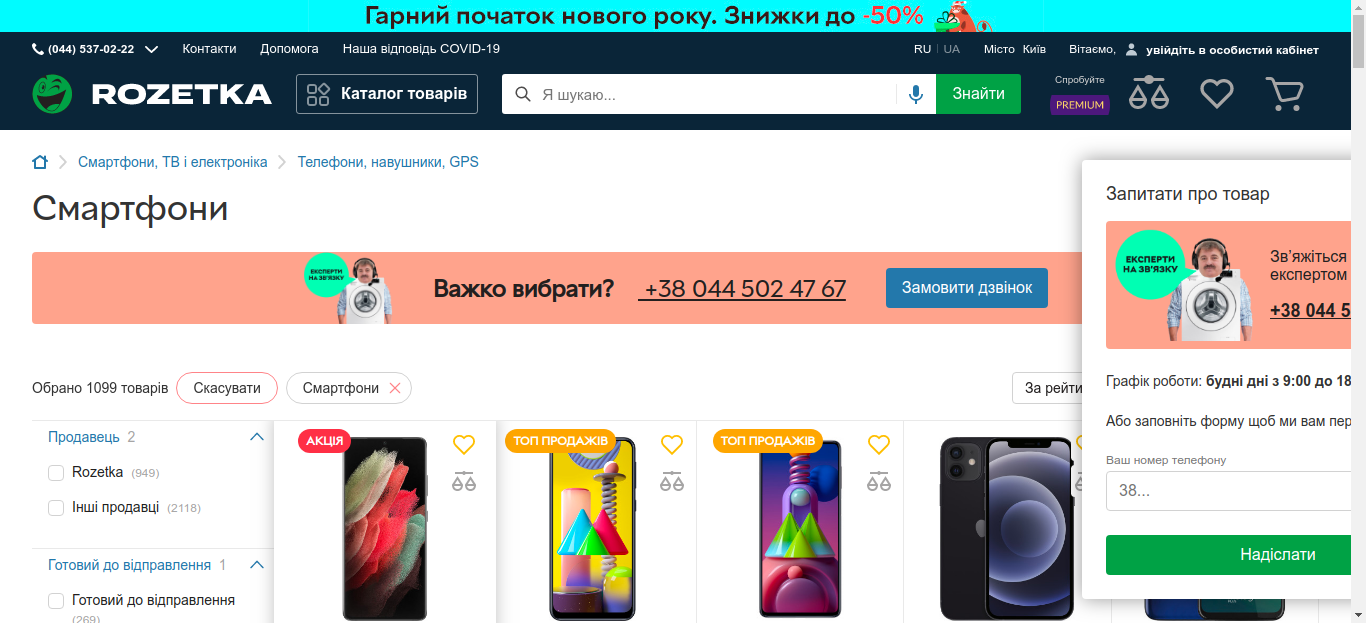 Гарний початок нового року. Знижки до -50%
(044) 537-02-22 Контакти Допомога Наша відповідь COVID-19 RU UA Місто Київ Вітаємо, увійдіть в особистий кабінет
ROZETKA Каталог товарів Я шукаю... Знайти Спробуйте
PREMIUM
Смартфони, ТВ і електроніка Телефони, навушники, GPS
Смартфони
ЕКСПЕРТИ
НА ЗВ'ЯЗКУ
Важко вибрати? +38 044 502 47 67 Замовити дзвінок
Запитати про товар
ЕКСПЕРТИ
НА ЗВ'ЯЗКУ
Зв’яжіться
експертом
+38 044 5
Графік роботи: будні дні з 9:00 до 18
Або заповніть форму щоб ми вам пер
Ваш номер телефону
38...
Надіслати
Обрано 1099 товарів Скасувати Смартфони За рейти
Продавець 2
Rozetka (949)
Інші продавці (2118)
Готовий до відправлення 1
Готовий до відправлення
(269)
АКЦІЯ
ТОП ПРОДАЖІВ
ТОП ПРОДАЖІВ